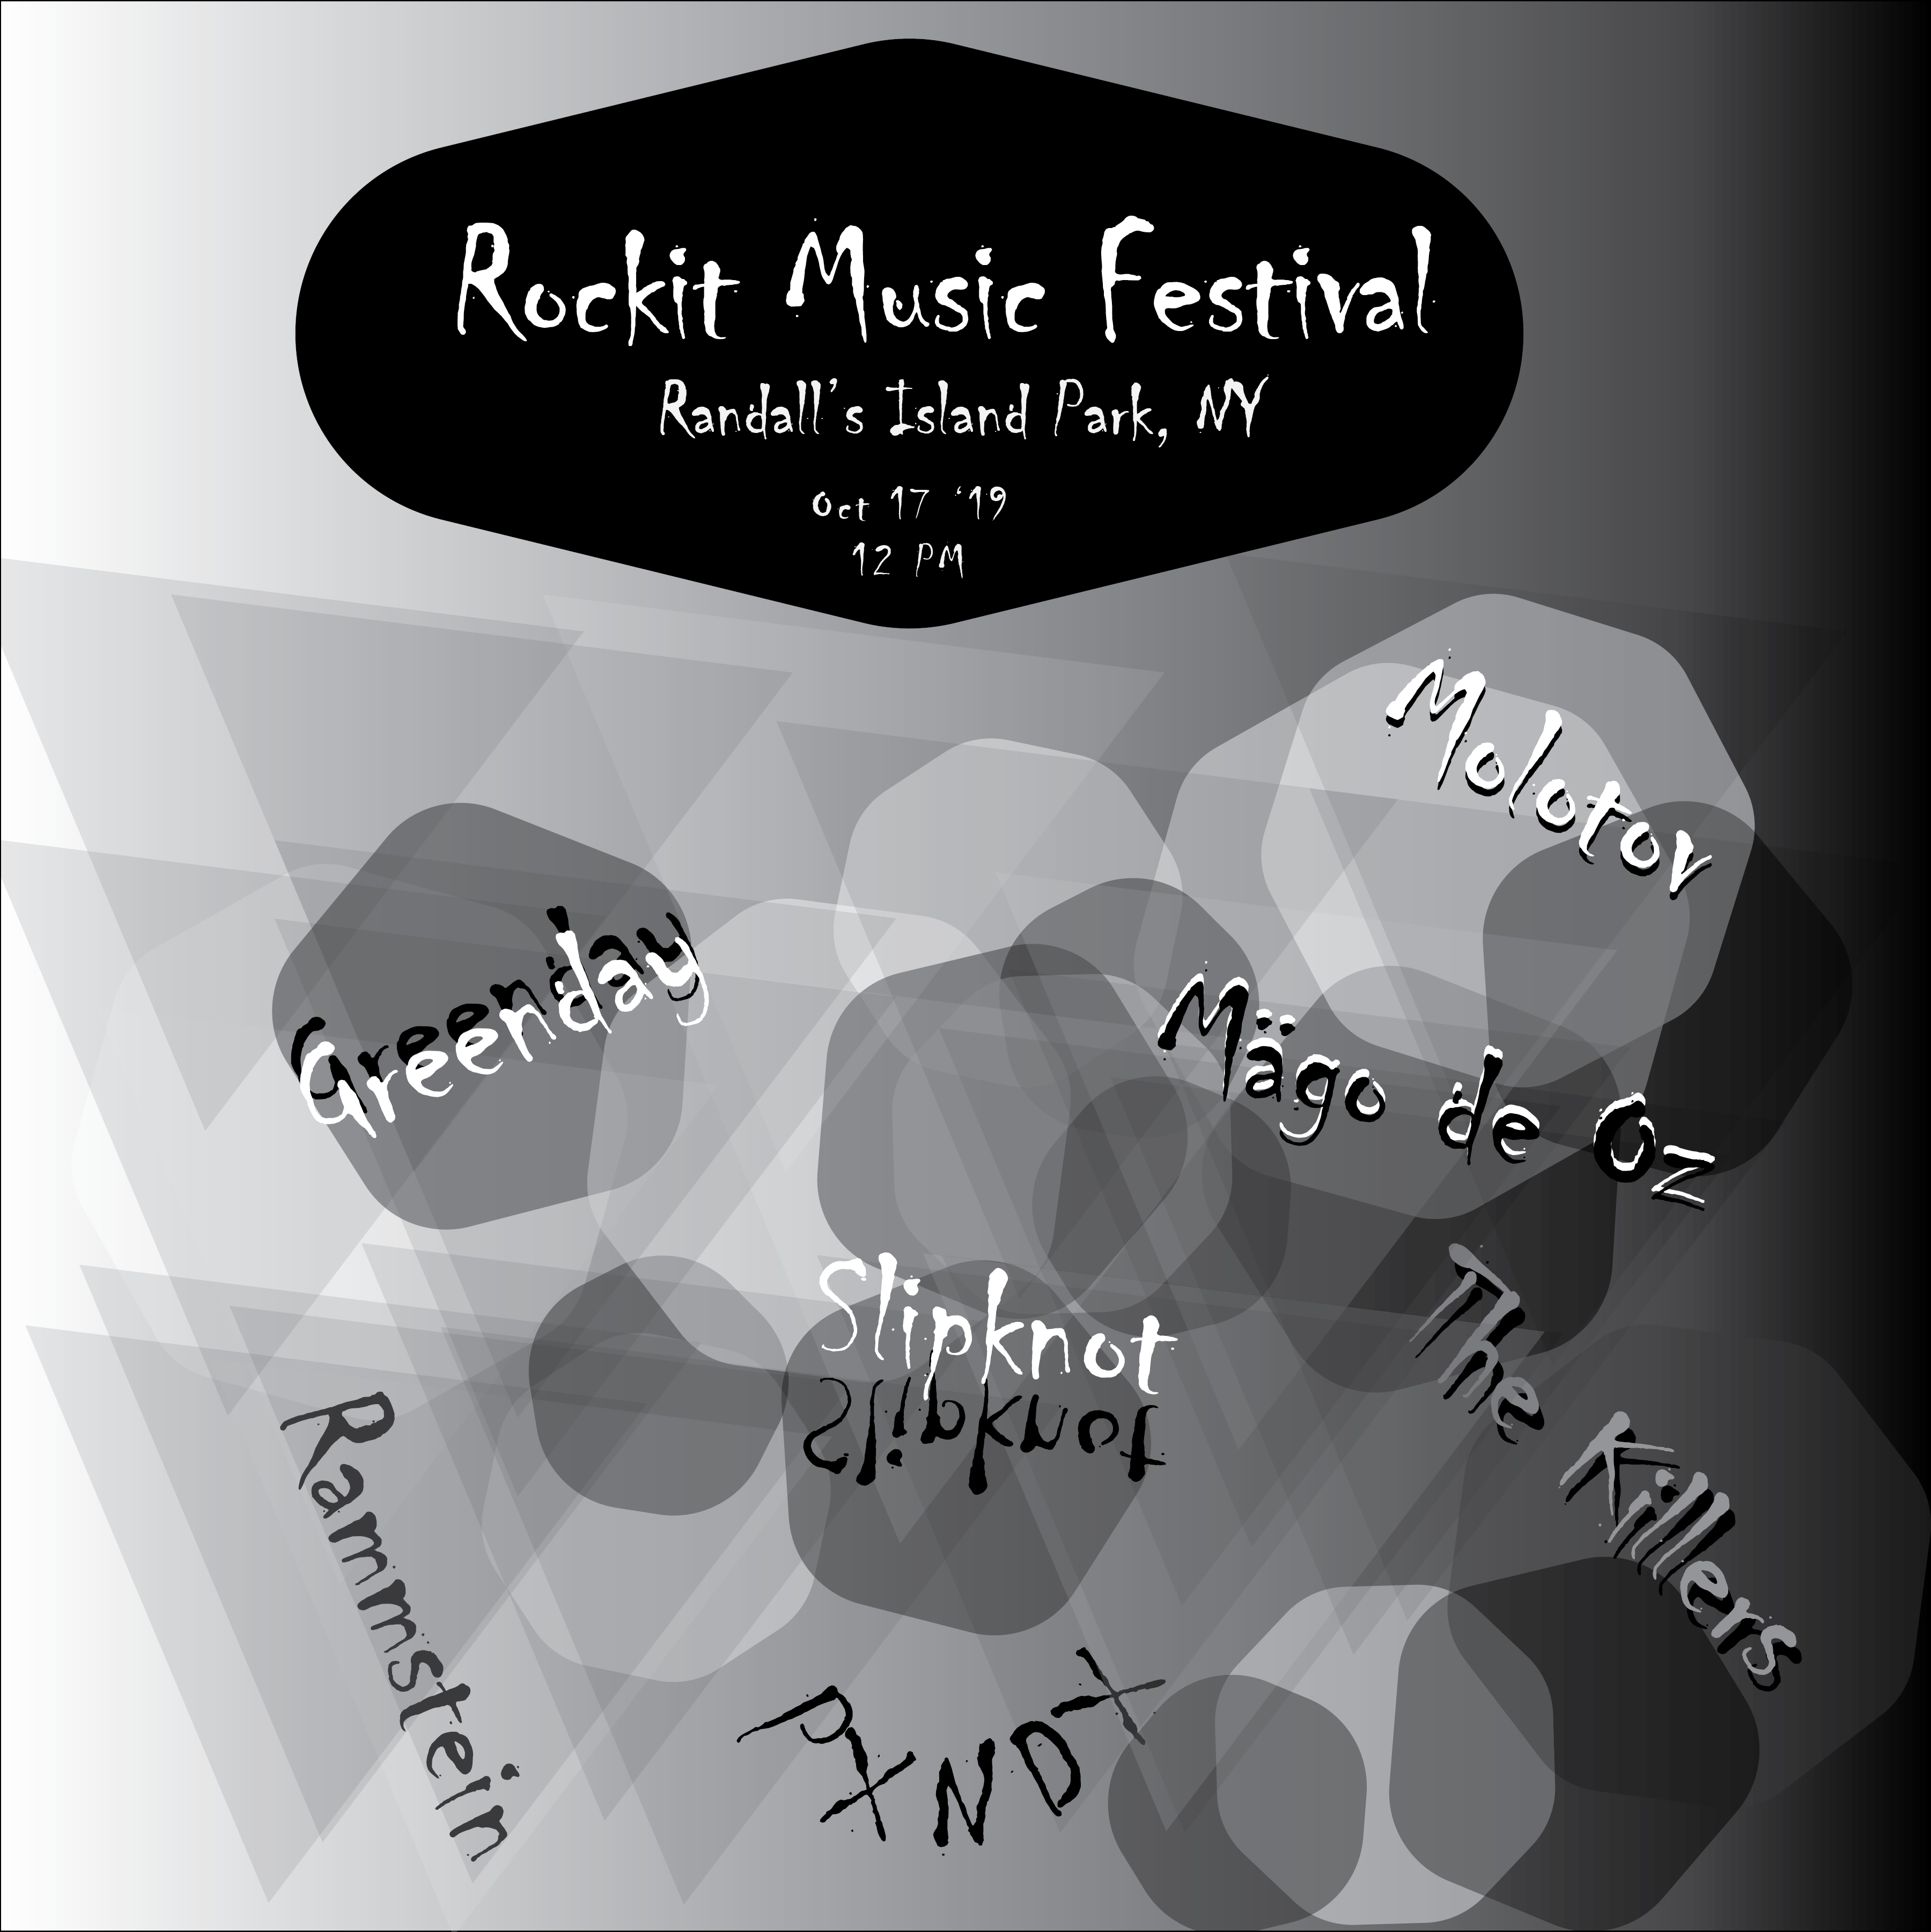 Rockit Music Festival
Randall's Island Park, NY
Oct 17 '19
12 PM
Molotov
Greenday
Mägo de Oz
Slipknot
Slipknot
The Killers
Rammstein
PXNDX